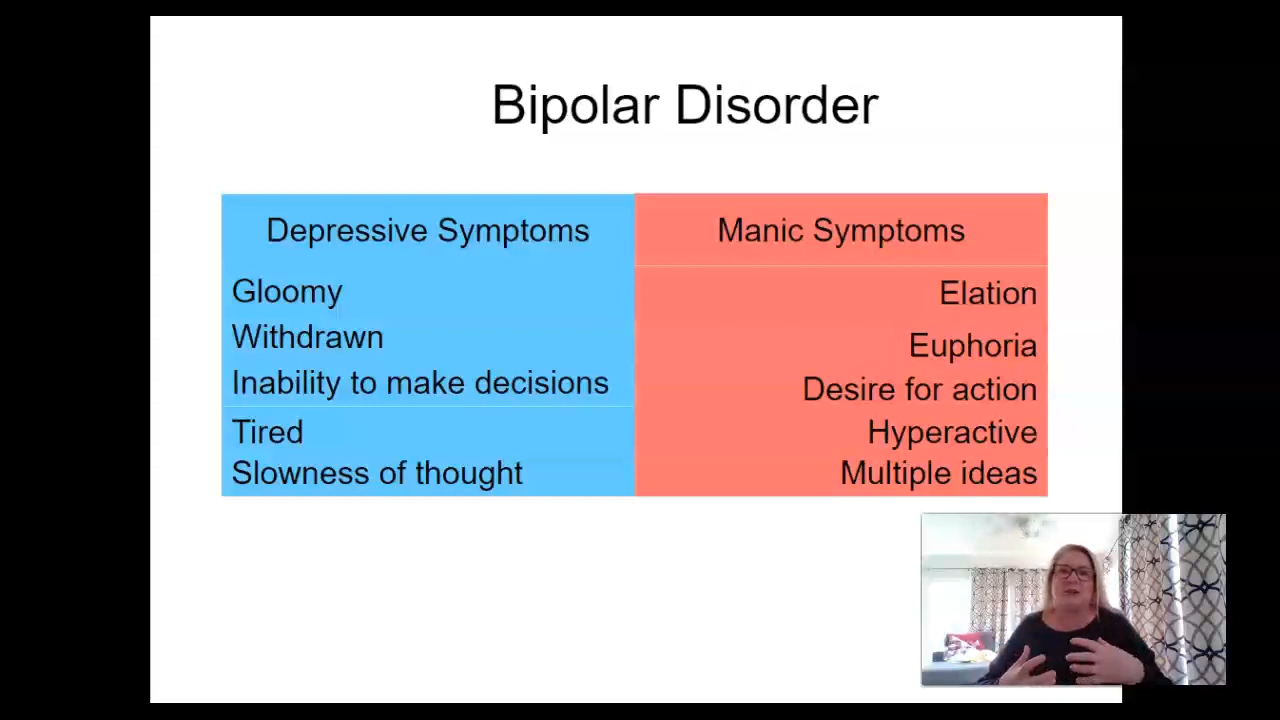 Bipolar Disorder
Depressive Symptoms
Gloomy
Withdrawn
Inability to make decisions
Tired
Slowness of thought
Manic Symptoms
Elation
Euphoria
Desire for action
Hyperactive
Multiple ideas